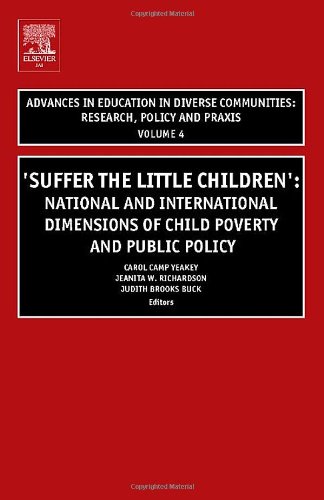 ELSEVIER
JAI
ADVANCES IN EDUCATION IN DIVERSE COMMUNITIES:
RESEARCH, POLICY AND PRAXIS
VOLUME 4
'SUFFER THE LITTLE CHILDREN':
NATIONAL AND INTERNATIONAL
DIMENSIONS OF CHILD POVERTY
AND PUBLIC POLICY
CAROL CAMP YEAKEY
JEANITA W. RICHARDSON
JUDITH BROOKS BUCK
Editors